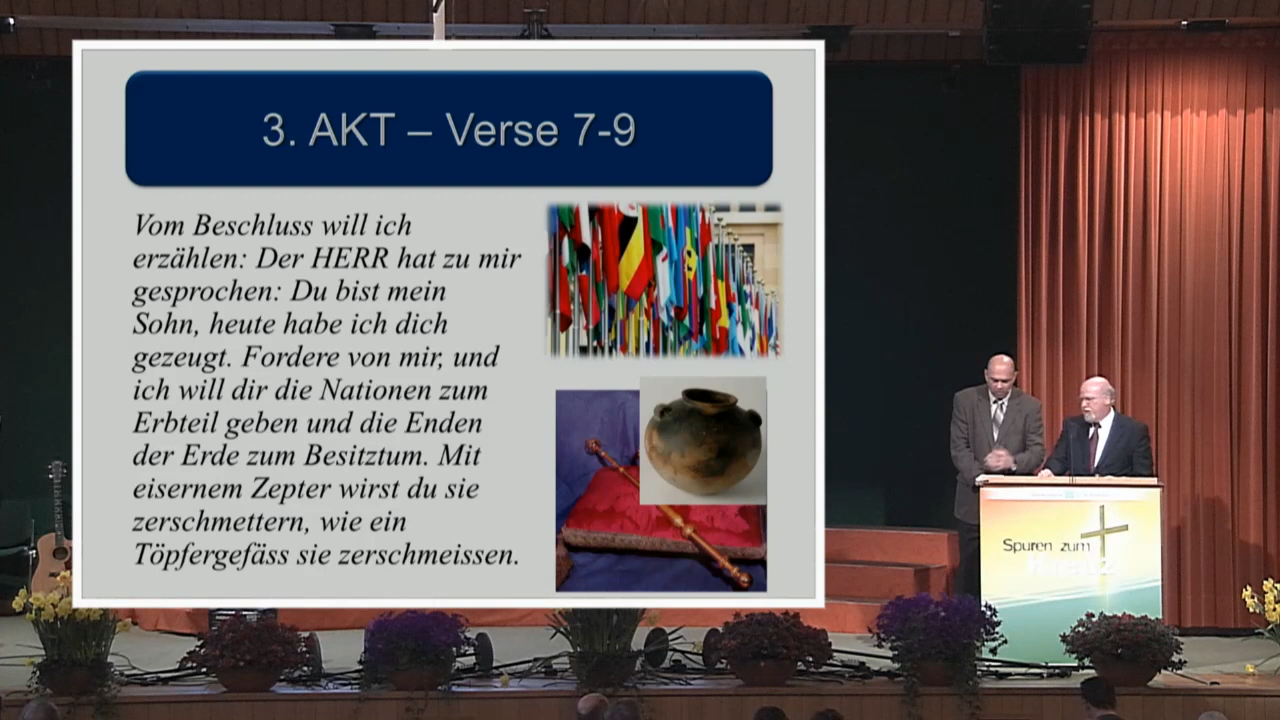 3. AKT – Verse 7-9
Vom Beschluss will ich
erzählen: Der HERR hat zu mir
gesprochen: Du bist mein
Sohn, heute habe ich dich
gezeugt. Fordere von mir, und
ich will dir die Nationen zum
Erbteil geben und die Enden
der Erde zum Besitztum. Mit
eisernem Zepter wirst du sie
zerschmettern, wie ein
Töpfergefäss sie zerschmeissen.
Spuren zum
Kreuz